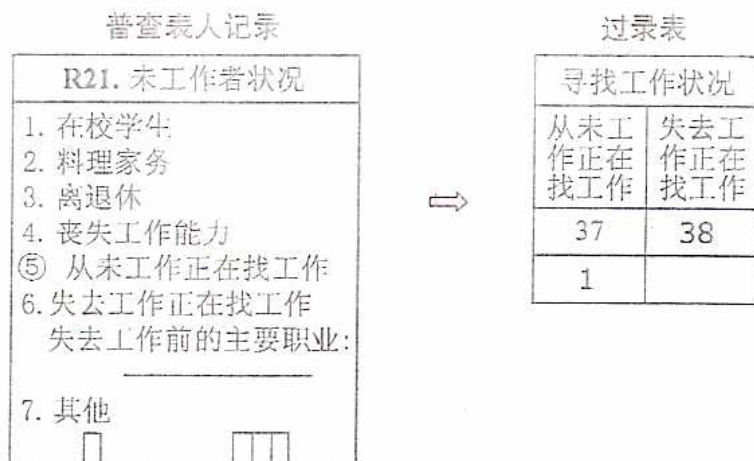 普查表人记录
R21. 未工作者状况
1. 在校学生
2. 料理家务
3. 离退休
4. 丧失工作能力
⑤ 从未工作正在找工作
6.失去工作正在找工作
失去工作前的主要职业:
7. 其他
过录表
寻找工作状况
从未工作正在找工作
失去工作正在找工作
37 38
1